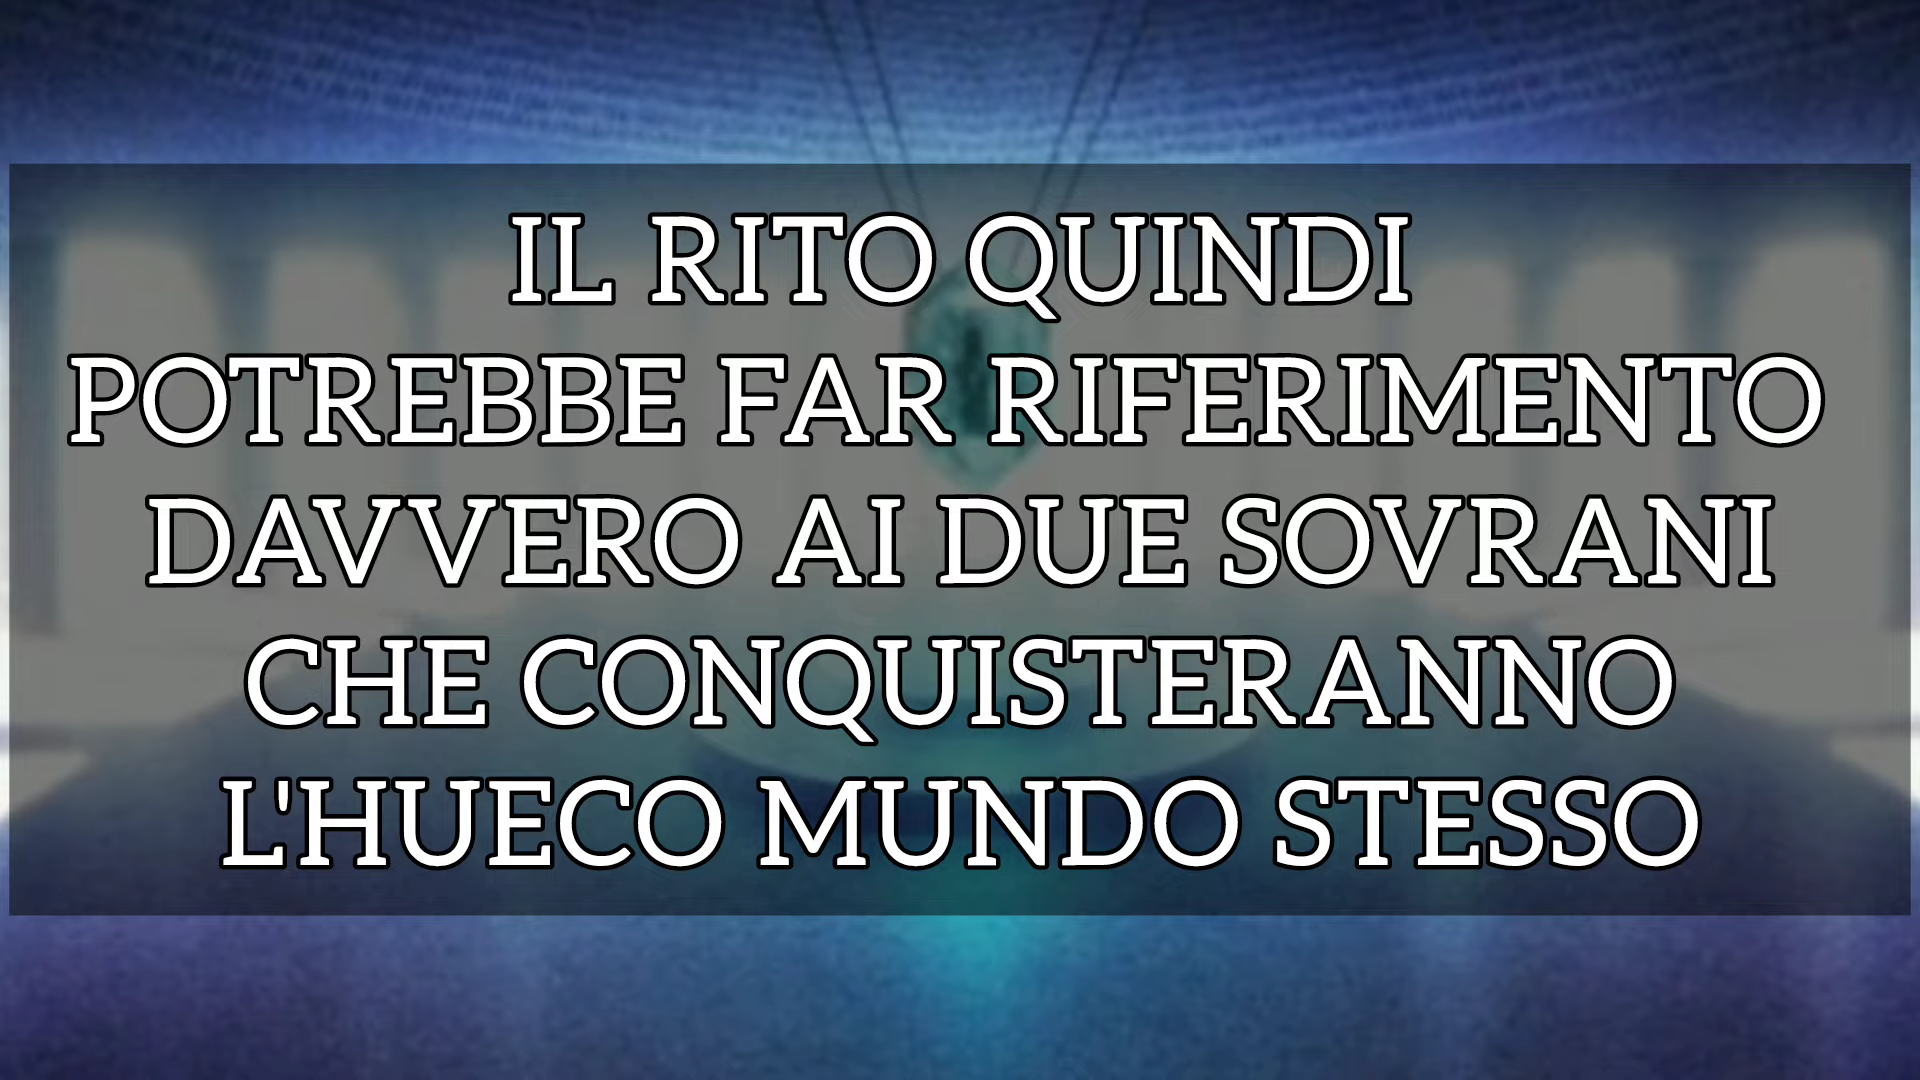 IL RITO QUINDI
POTREBBE FAR RIFERIMENTO
DAVVERO AI DUE SOVRANI
CHE CONQUISTERANNO
L'HUECO MUNDO STESSO